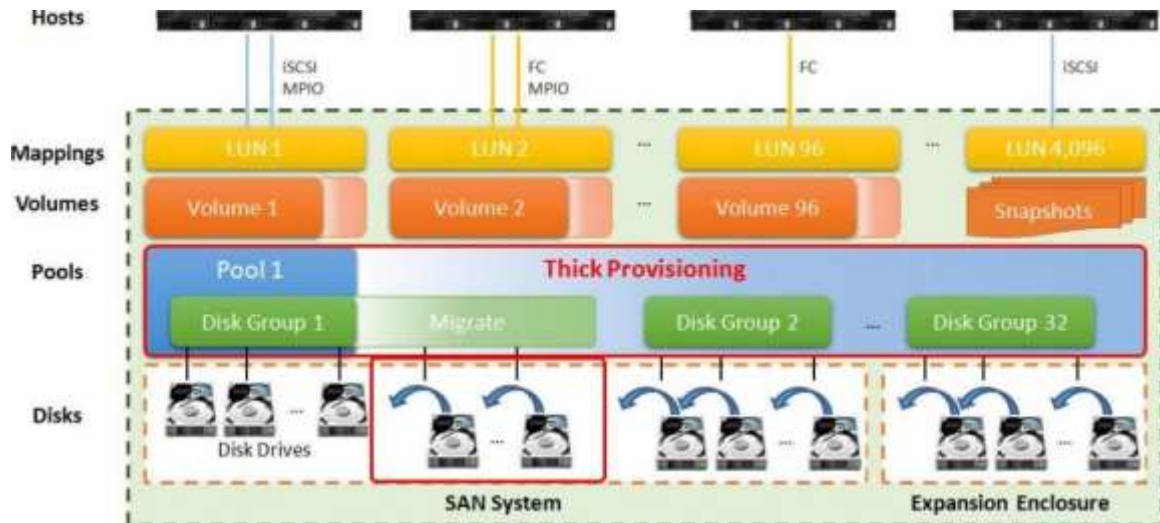 Hosts
iSCSI
MPIO
FC
MPIO
FC
iSCSI
Mappings
LUN 1
LUN 2
...
LUN 96
...
LUN 4,096
Volumes
Volume 1
Volume 2
...
Volume 96
Snapshots
Pools
Pool 1
Thick Provisioning
Disk Group 1
Migrate
Disk Group 2
...
Disk Group 32
Disks
...
...
...
...
Disk Drives
SAN System
Expansion Enclosure